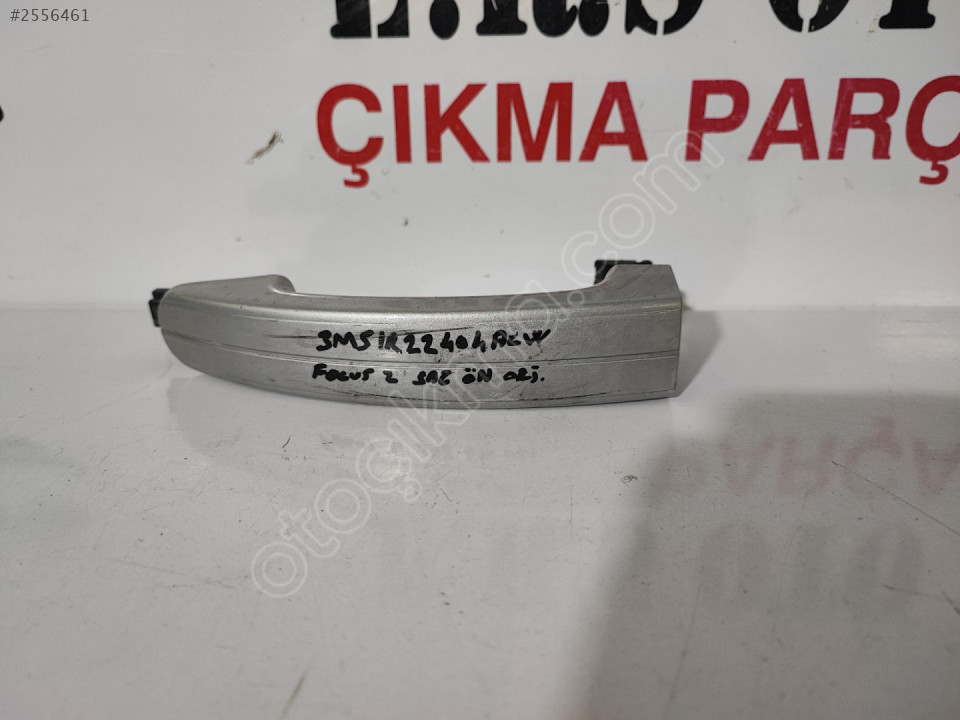 #2556461
ÇIKMA PARÇ
3M51R22404ACW
FOCUS 2 SAĞ ÖN ORJ.
otoçıkma.com